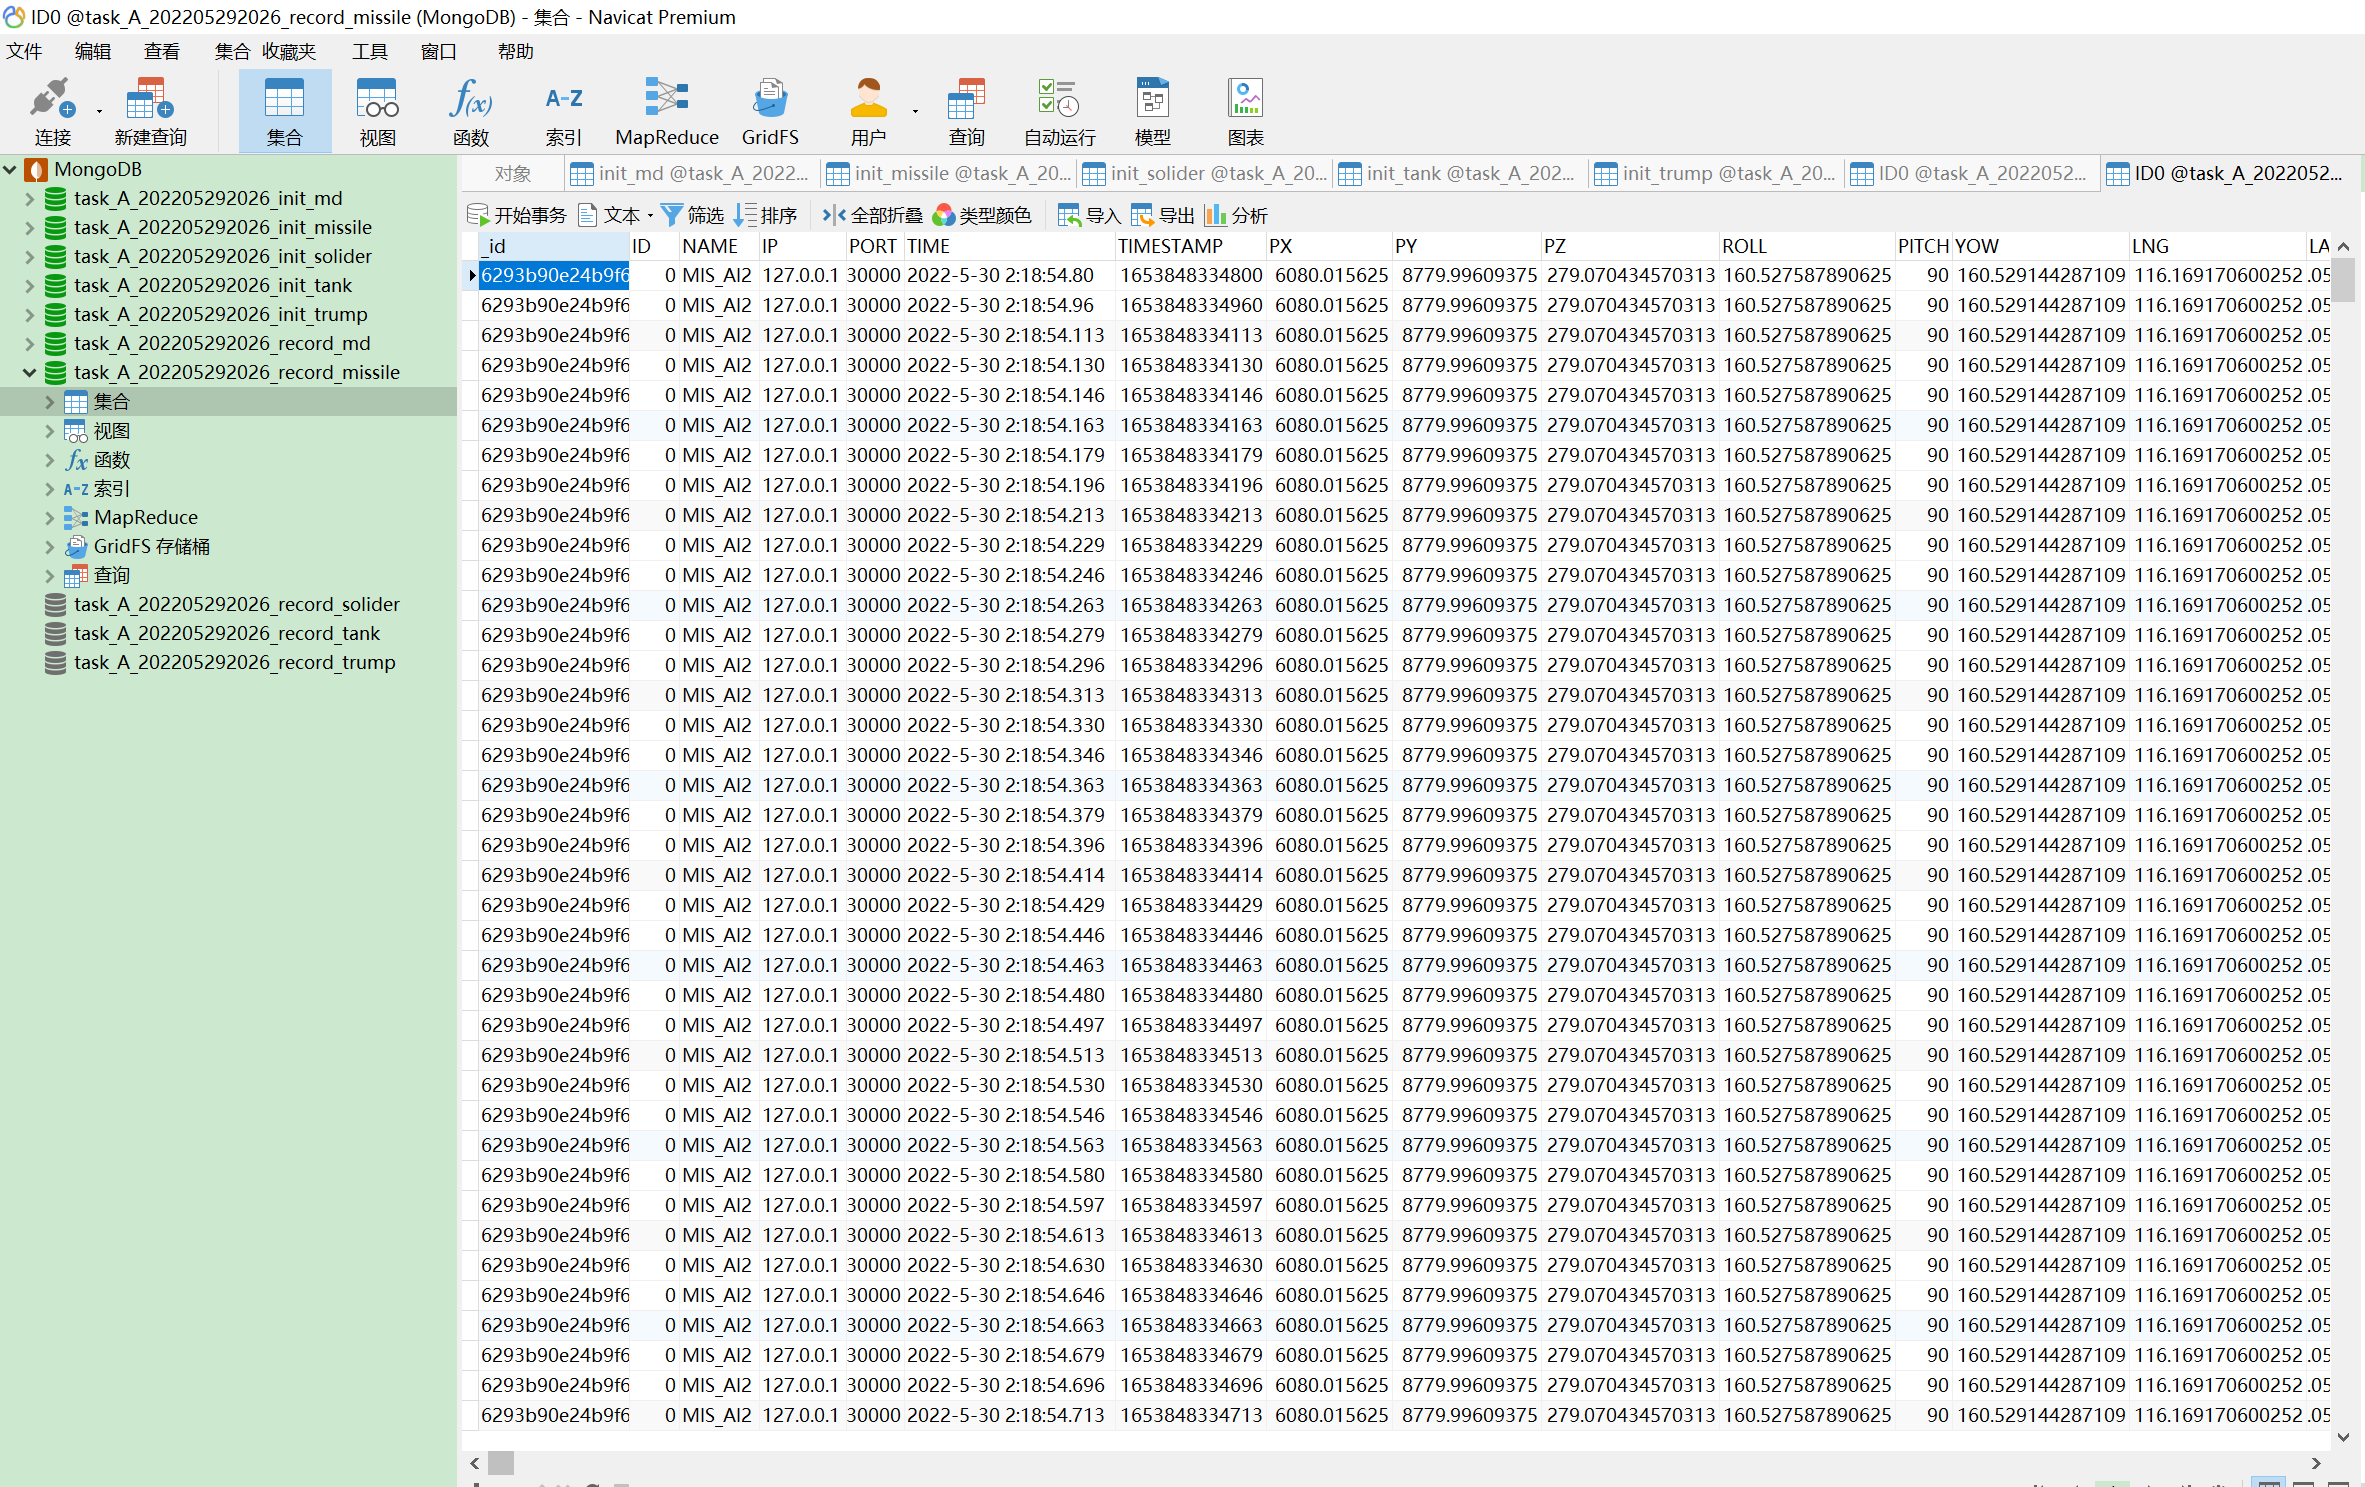 ID0 @task_A_202205292026_record_missile (MongoDB) - 集合 - Navicat Premium
文件 编辑 查看 集合 收藏夹 工具 窗口 帮助
连接 新建查询 集合 视图 函数 索引 MapReduce GridFS 用户 查询 自动运行 模型 图表
MongoDB
task_A_202205292026_init_md
task_A_202205292026_init_missile
task_A_202205292026_init_solider
task_A_202205292026_init_tank
task_A_202205292026_init_trump
task_A_202205292026_record_md
task_A_202205292026_record_missile
集合
视图
函数
索引
MapReduce
GridFS 存储桶
查询
task_A_202205292026_record_solider
task_A_202205292026_record_tank
task_A_202205292026_record_trump
对象 init_md @task_A_2022... init_missile @task_A_20... init_solider @task_A_20... init_tank @task_A_202... init_trump @task_A_20... ID0 @task_A_2022052... ID0 @task_A_2022052...
开始事务 文本 筛选 排序 全部折叠 类型颜色 导入 导出 分析
_id ID NAME IP PORT TIME TIMESTAMP PX PY PZ ROLL PITCH YOW LNG LA
6293b90e24b9f6 0 MIS_AI2 127.0.0.1 30000 2022-5-30 2:18:54.80 1653848334800 6080.015625 8779.99609375 279.070434570313 160.527587890625 90 160.529144287109 116.169170600252 .05
6293b90e24b9f6 0 MIS_AI2 127.0.0.1 30000 2022-5-30 2:18:54.96 1653848334960 6080.015625 8779.99609375 279.070434570313 160.527587890625 90 160.529144287109 116.169170600252 .05
6293b90e24b9f6 0 MIS_AI2 127.0.0.1 30000 2022-5-30 2:18:54.113 1653848334113 6080.015625 8779.99609375 279.070434570313 160.527587890625 90 160.529144287109 116.169170600252 .05
6293b90e24b9f6 0 MIS_AI2 127.0.0.1 30000 2022-5-30 2:18:54.130 1653848334130 6080.015625 8779.99609375 279.070434570313 160.527587890625 90 160.529144287109 116.169170600252 .05
6293b90e24b9f6 0 MIS_AI2 127.0.0.1 30000 2022-5-30 2:18:54.146 1653848334146 6080.015625 8779.99609375 279.070434570313 160.527587890625 90 160.529144287109 116.169170600252 .05
6293b90e24b9f6 0 MIS_AI2 127.0.0.1 30000 2022-5-30 2:18:54.163 1653848334163 6080.015625 8779.99609375 279.070434570313 160.527587890625 90 160.529144287109 116.169170600252 .05
6293b90e24b9f6 0 MIS_AI2 127.0.0.1 30000 2022-5-30 2:18:54.179 1653848334179 6080.015625 8779.99609375 279.070434570313 160.527587890625 90 160.529144287109 116.169170600252 .05
6293b90e24b9f6 0 MIS_AI2 127.0.0.1 30000 2022-5-30 2:18:54.196 1653848334196 6080.015625 8779.99609375 279.070434570313 160.527587890625 90 160.529144287109 116.169170600252 .05
6293b90e24b9f6 0 MIS_AI2 127.0.0.1 30000 2022-5-30 2:18:54.213 1653848334213 6080.015625 8779.99609375 279.070434570313 160.527587890625 90 160.529144287109 116.169170600252 .05
6293b90e24b9f6 0 MIS_AI2 127.0.0.1 30000 2022-5-30 2:18:54.229 1653848334229 6080.015625 8779.99609375 279.070434570313 160.527587890625 90 160.529144287109 116.169170600252 .05
6293b90e24b9f6 0 MIS_AI2 127.0.0.1 30000 2022-5-30 2:18:54.246 1653848334246 6080.015625 8779.99609375 279.070434570313 160.527587890625 90 160.529144287109 116.169170600252 .05
6293b90e24b9f6 0 MIS_AI2 127.0.0.1 30000 2022-5-30 2:18:54.263 1653848334263 6080.015625 8779.99609375 279.070434570313 160.527587890625 90 160.529144287109 116.169170600252 .05
6293b90e24b9f6 0 MIS_AI2 127.0.0.1 30000 2022-5-30 2:18:54.279 1653848334279 6080.015625 8779.99609375 279.070434570313 160.527587890625 90 160.529144287109 116.169170600252 .05
6293b90e24b9f6 0 MIS_AI2 127.0.0.1 30000 2022-5-30 2:18:54.296 1653848334296 6080.015625 8779.99609375 279.070434570313 160.527587890625 90 160.529144287109 116.169170600252 .05
6293b90e24b9f6 0 MIS_AI2 127.0.0.1 30000 2022-5-30 2:18:54.313 1653848334313 6080.015625 8779.99609375 279.070434570313 160.527587890625 90 160.529144287109 116.169170600252 .05
6293b90e24b9f6 0 MIS_AI2 127.0.0.1 30000 2022-5-30 2:18:54.330 1653848334330 6080.015625 8779.99609375 279.070434570313 160.527587890625 90 160.529144287109 116.169170600252 .05
6293b90e24b9f6 0 MIS_AI2 127.0.0.1 30000 2022-5-30 2:18:54.346 1653848334346 6080.015625 8779.99609375 279.070434570313 160.527587890625 90 160.529144287109 116.169170600252 .05
6293b90e24b9f6 0 MIS_AI2 127.0.0.1 30000 2022-5-30 2:18:54.363 1653848334363 6080.015625 8779.99609375 279.070434570313 160.527587890625 90 160.529144287109 116.169170600252 .05
6293b90e24b9f6 0 MIS_AI2 127.0.0.1 30000 2022-5-30 2:18:54.379 1653848334379 6080.015625 8779.99609375 279.070434570313 160.527587890625 90 160.529144287109 116.169170600252 .05
6293b90e24b9f6 0 MIS_AI2 127.0.0.1 30000 2022-5-30 2:18:54.396 1653848334396 6080.015625 8779.99609375 279.070434570313 160.527587890625 90 160.529144287109 116.169170600252 .05
6293b90e24b9f6 0 MIS_AI2 127.0.0.1 30000 2022-5-30 2:18:54.414 1653848334414 6080.015625 8779.99609375 279.070434570313 160.527587890625 90 160.529144287109 116.169170600252 .05
6293b90e24b9f6 0 MIS_AI2 127.0.0.1 30000 2022-5-30 2:18:54.429 1653848334429 6080.015625 8779.99609375 279.070434570313 160.527587890625 90 160.529144287109 116.169170600252 .05
6293b90e24b9f6 0 MIS_AI2 127.0.0.1 30000 2022-5-30 2:18:54.446 1653848334446 6080.015625 8779.99609375 279.070434570313 160.527587890625 90 160.529144287109 116.169170600252 .05
6293b90e24b9f6 0 MIS_AI2 127.0.0.1 30000 2022-5-30 2:18:54.463 1653848334463 6080.015625 8779.99609375 279.070434570313 160.527587890625 90 160.529144287109 116.169170600252 .05
6293b90e24b9f6 0 MIS_AI2 127.0.0.1 30000 2022-5-30 2:18:54.480 1653848334480 6080.015625 8779.99609375 279.070434570313 160.527587890625 90 160.529144287109 116.169170600252 .05
6293b90e24b9f6 0 MIS_AI2 127.0.0.1 30000 2022-5-30 2:18:54.497 1653848334497 6080.015625 8779.99609375 279.070434570313 160.527587890625 90 160.529144287109 116.169170600252 .05
6293b90e24b9f6 0 MIS_AI2 127.0.0.1 30000 2022-5-30 2:18:54.513 1653848334513 6080.015625 8779.99609375 279.070434570313 160.527587890625 90 160.529144287109 116.169170600252 .05
6293b90e24b9f6 0 MIS_AI2 127.0.0.1 30000 2022-5-30 2:18:54.530 1653848334530 6080.015625 8779.99609375 279.070434570313 160.527587890625 90 160.529144287109 116.169170600252 .05
6293b90e24b9f6 0 MIS_AI2 127.0.0.1 30000 2022-5-30 2:18:54.546 1653848334546 6080.015625 8779.99609375 279.070434570313 160.527587890625 90 160.529144287109 116.169170600252 .05
6293b90e24b9f6 0 MIS_AI2 127.0.0.1 30000 2022-5-30 2:18:54.563 1653848334563 6080.015625 8779.99609375 279.070434570313 160.527587890625 90 160.529144287109 116.169170600252 .05
6293b90e24b9f6 0 MIS_AI2 127.0.0.1 30000 2022-5-30 2:18:54.580 1653848334580 6080.015625 8779.99609375 279.070434570313 160.527587890625 90 160.529144287109 116.169170600252 .05
6293b90e24b9f6 0 MIS_AI2 127.0.0.1 30000 2022-5-30 2:18:54.597 1653848334597 6080.015625 8779.99609375 279.070434570313 160.527587890625 90 160.529144287109 116.169170600252 .05
6293b90e24b9f6 0 MIS_AI2 127.0.0.1 30000 2022-5-30 2:18:54.613 1653848334613 6080.015625 8779.99609375 279.070434570313 160.527587890625 90 160.529144287109 116.169170600252 .05
6293b90e24b9f6 0 MIS_AI2 127.0.0.1 30000 2022-5-30 2:18:54.630 1653848334630 6080.015625 8779.99609375 279.070434570313 160.527587890625 90 160.529144287109 116.169170600252 .05
6293b90e24b9f6 0 MIS_AI2 127.0.0.1 30000 2022-5-30 2:18:54.646 1653848334646 6080.015625 8779.99609375 279.070434570313 160.527587890625 90 160.529144287109 116.169170600252 .05
6293b90e24b9f6 0 MIS_AI2 127.0.0.1 30000 2022-5-30 2:18:54.663 1653848334663 6080.015625 8779.99609375 279.070434570313 160.527587890625 90 160.529144287109 116.169170600252 .05
6293b90e24b9f6 0 MIS_AI2 127.0.0.1 30000 2022-5-30 2:18:54.679 1653848334679 6080.015625 8779.99609375 279.070434570313 160.527587890625 90 160.529144287109 116.169170600252 .05
6293b90e24b9f6 0 MIS_AI2 127.0.0.1 30000 2022-5-30 2:18:54.696 1653848334696 6080.015625 8779.99609375 279.070434570313 160.527587890625 90 160.529144287109 116.169170600252 .05
6293b90e24b9f6 0 MIS_AI2 127.0.0.1 30000 2022-5-30 2:18:54.713 1653848334713 6080.015625 8779.99609375 279.070434570313 160.527587890625 90 160.529144287109 116.169170600252 .05